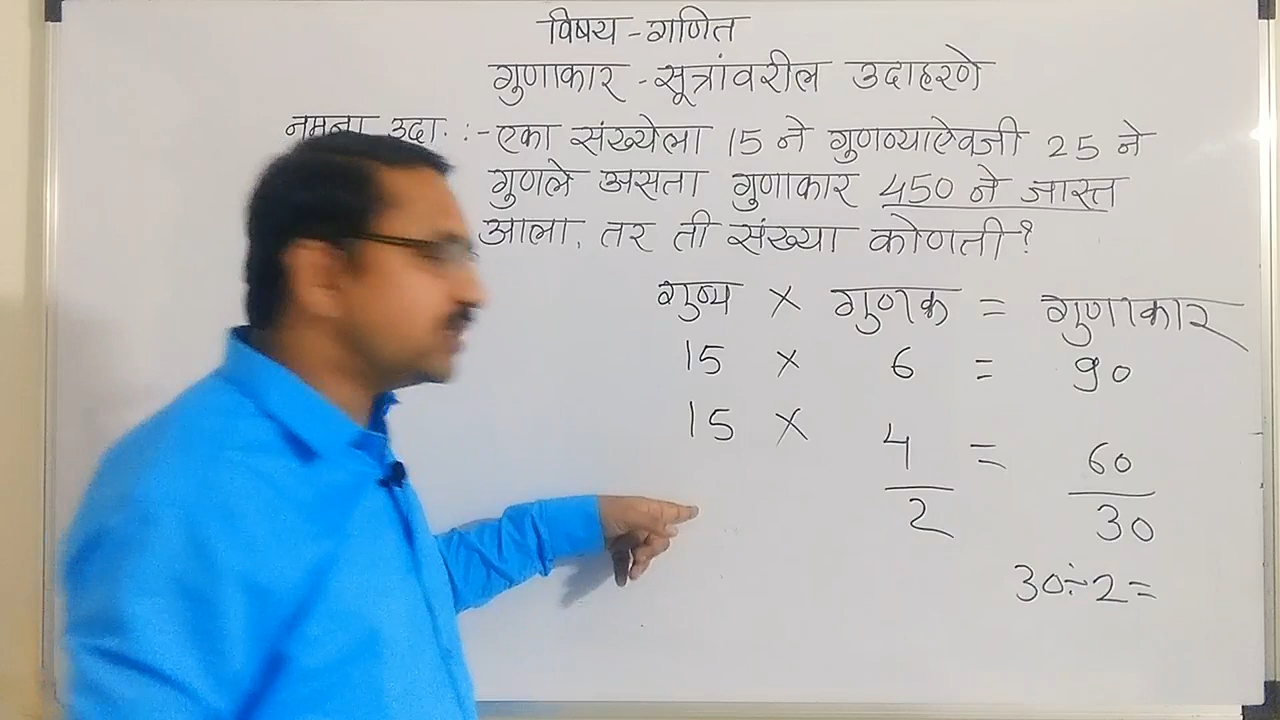 विषय - गणित
गुणाकार - सूत्रांवरील उदाहरणे
नमुना उदा. :- एका संख्येला 15 ने गुणण्याऐवजी 25 ने
गुणले असता गुणाकार 450 ने जास्त
आला. तर ती संख्या कोणती?
गुण्य × गुणक = गुणाकार
15 × 6 = 90
15 × 4 = 60
2 30
30÷2=